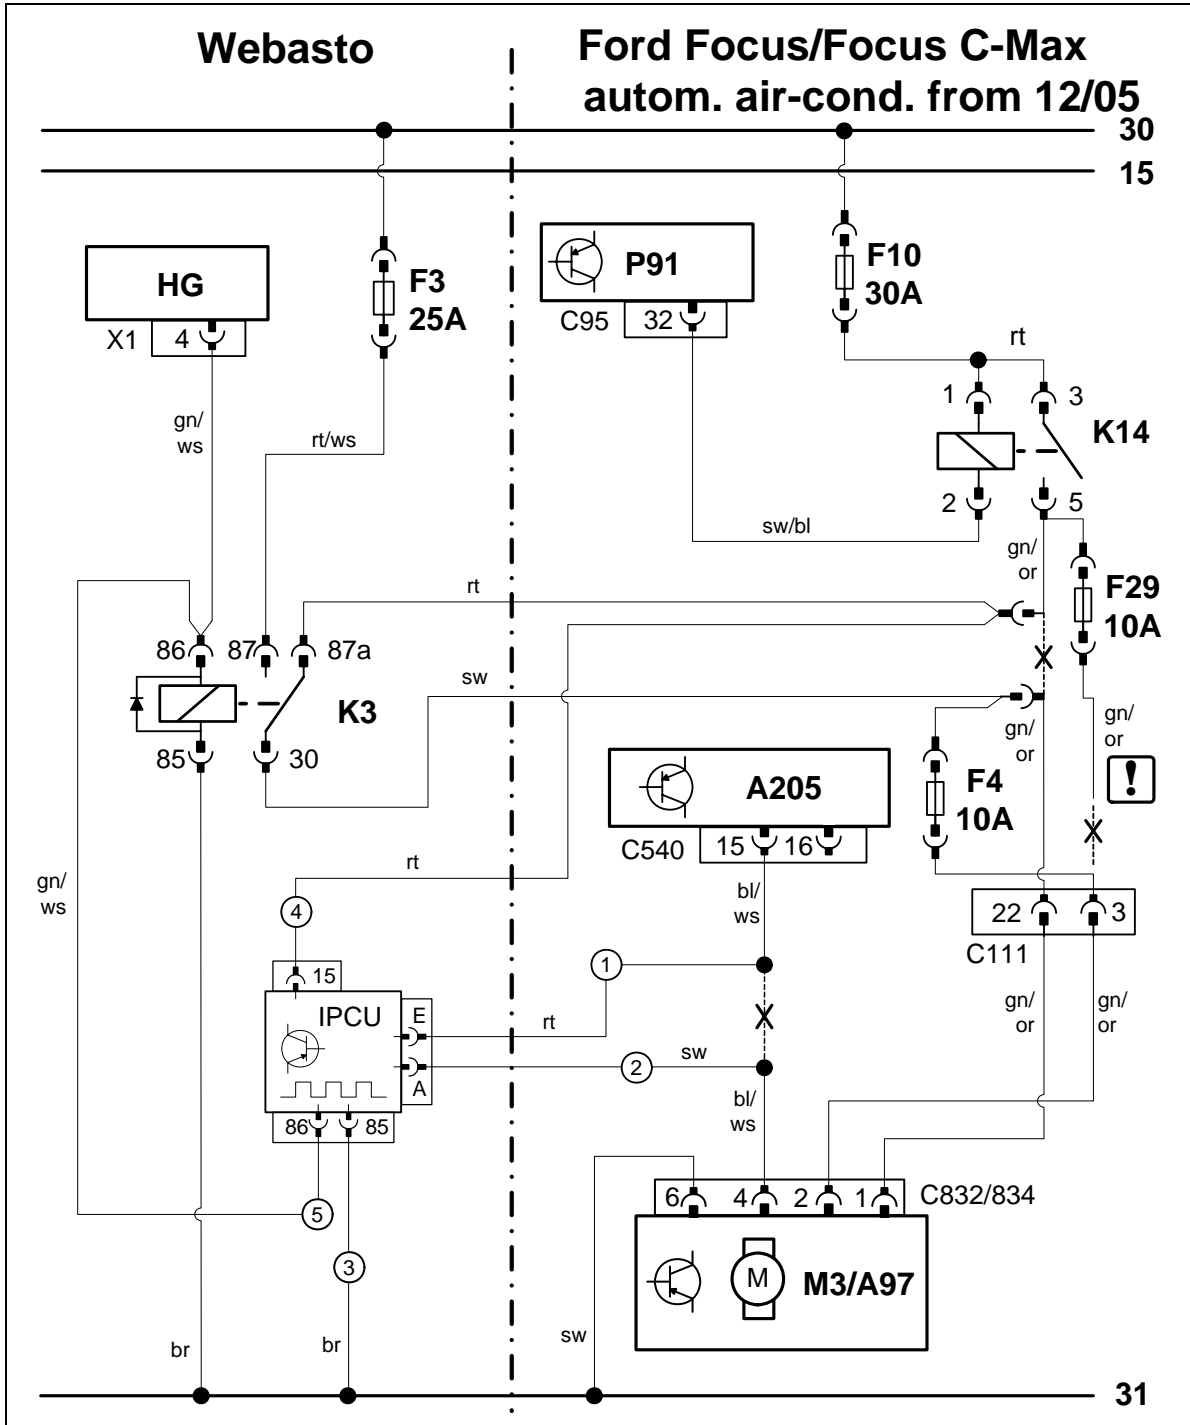 Webasto
Ford Focus/Focus C-Max
autom. air-cond. from 12/05
30
15
HG
X1
4
F3
25A
P91
C95
32
F10
30A
rt
1
3
K14
2
5
gn/
ws
rt/ws
sw/bl
gn/
or
F29
10A
rt
86
87
87a
K3
sw
85
30
gn/
or
gn/
or
!
F4
10A
A205
C540
15
16
rt
gn/
ws
bl/
ws
22
3
C111
4
1
15
IPCU
E
rt
gn/
or
gn/
or
A
2
sw
86
85
bl/
ws
5
3
6
4
2
1
C832/834
M
M3/A97
br
br
sw
31